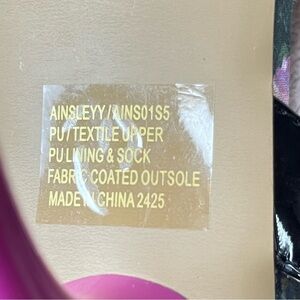 AINSLEYY/AINS01S5
PU/TEXTILE UPPER
PU LINING & SOCK
FABRIC COATED OUTSOLE
MADE IN CHINA 2425